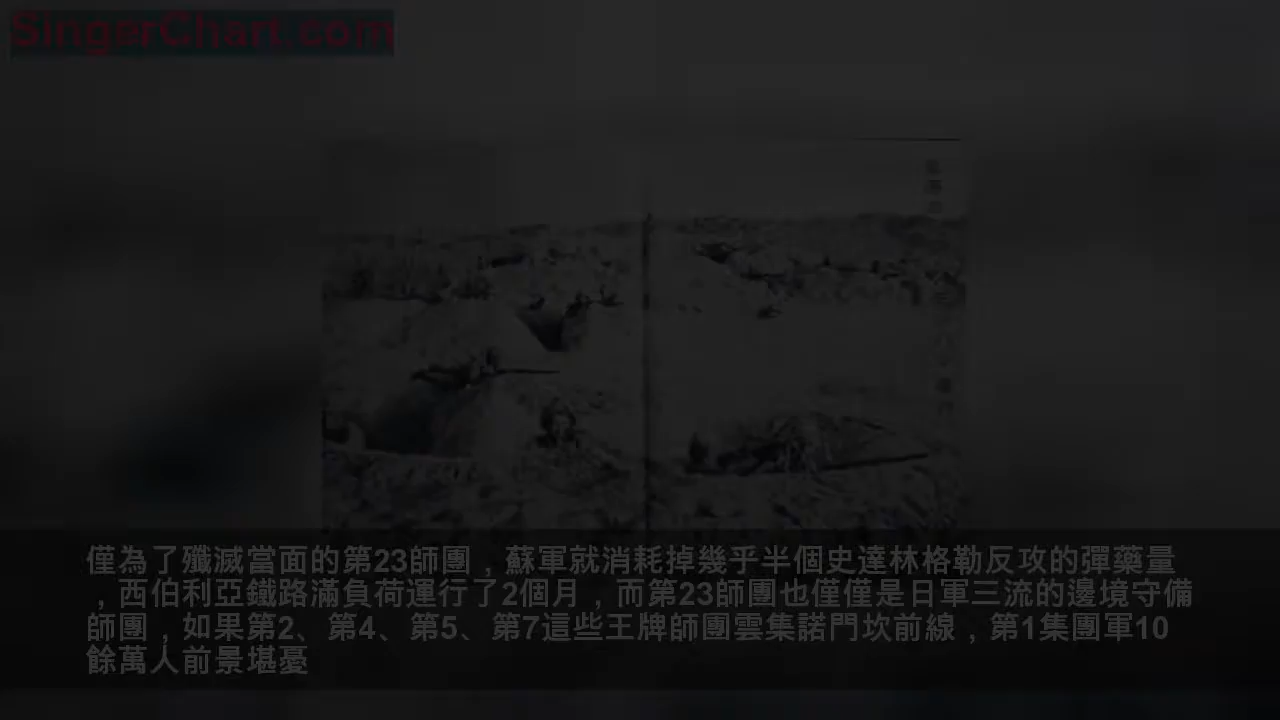 SingerChart.com
僅為了殲滅當面的第23師團，蘇軍就消耗掉幾乎半個史達林格勒反攻的彈藥量
，西伯利亞鐵路滿負荷運行了2個月，而第23師團也僅僅是日軍三流的邊境守備
師團，如果第2、第4、第5、第7這些王牌師團雲集諾門坎前線，第1集團軍10
餘萬人前景堪憂